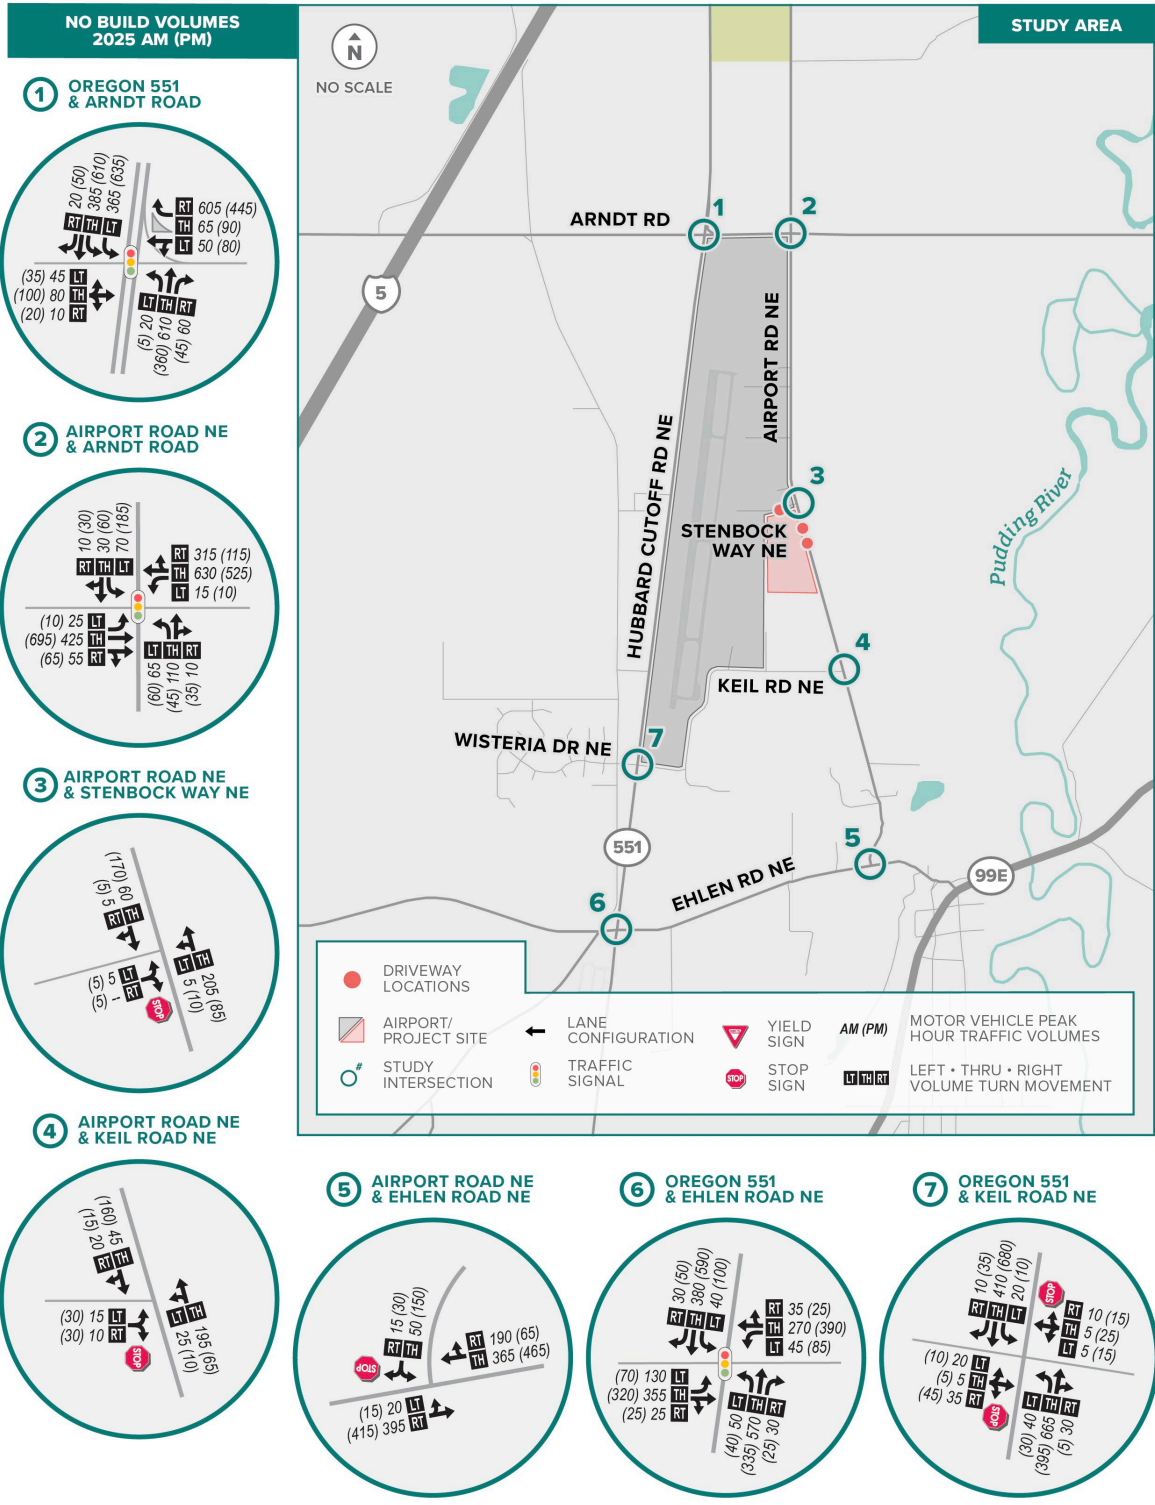 NO BUILD VOLUMES
2025 AM (PM)
STUDY AREA
N
NO SCALE
1
OREGON 551
& ARNDT ROAD
20 (50)
385 (610)
365 (635)
RT TH LT
RT 605 (445)
TH 65 (90)
LT 50 (80)
(35) 45 LT
(100) 80 TH
(20) 10 RT
LT TH RT
(5) 20
(360) 610
(45) 60
2
AIRPORT ROAD NE
& ARNDT ROAD
10 (30)
30 (60)
70 (185)
RT TH LT
RT 315 (115)
TH 630 (525)
LT 15 (10)
(10) 25 LT
(695) 425 TH
(65) 55 RT
LT TH RT
(60) 65
(45) 110
(35) 10
3
AIRPORT ROAD NE
& STENBOCK WAY NE
(5) 5
(170) 60
RT TH
(5) 5 LT
(5) -- RT
STOP
LT TH
5 (10)
205 (85)
4
AIRPORT ROAD NE
& KEIL ROAD NE
(15) 20
(160) 45
RT TH
(30) 15 LT
(30) 10 RT
STOP
LT TH
25 (10)
195 (65)
ARNDT RD
1
2
5
AIRPORT RD NE
HUBBARD CUTOFF RD NE
3
STENBOCK
WAY NE
Pudding River
4
KEIL RD NE
WISTERIA DR NE
7
551
5
EHLEN RD NE
99E
6
DRIVEWAY
LOCATIONS
AIRPORT/
PROJECT SITE
#
STUDY
INTERSECTION
LANE
CONFIGURATION
TRAFFIC
SIGNAL
YIELD
SIGN
STOP
STOP
SIGN
AM (PM)
MOTOR VEHICLE PEAK
HOUR TRAFFIC VOLUMES
LT TH RT
LEFT • THRU • RIGHT
VOLUME TURN MOVEMENT
5
AIRPORT ROAD NE
& EHLEN ROAD NE
15 (30)
50 (150)
RT TH
STOP
RT 190 (65)
TH 365 (465)
(15) 20 LT
(415) 395 RT
6
OREGON 551
& EHLEN ROAD NE
30 (50)
380 (590)
40 (100)
RT TH LT
RT 35 (25)
TH 270 (390)
LT 45 (85)
(70) 130 LT
(320) 355 TH
(25) 25 RT
LT TH RT
(40) 50
(335) 570
(25) 30
7
OREGON 551
& KEIL ROAD NE
10 (35)
410 (680)
20 (10)
RT TH LT
STOP
RT 10 (15)
TH 5 (25)
LT 5 (15)
(10) 20 LT
(5) 5 TH
(45) 35 RT
STOP
LT TH RT
(30) 40
(395) 665
(5) 30